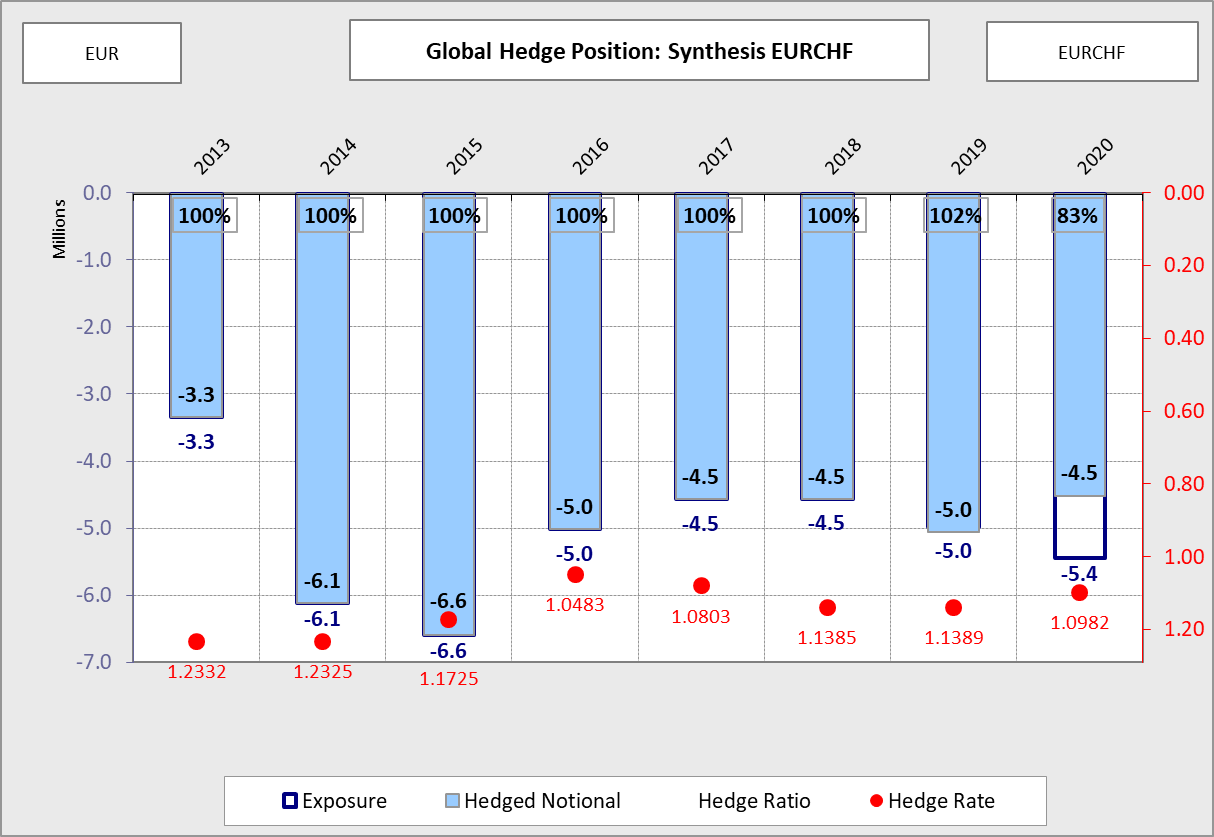 EUR
Global Hedge Position: Synthesis EURCHF
EURCHF
2013 2014 2015 2016 2017 2018 2019 2020
Millions
0.0
-1.0
-2.0
-3.0
-4.0
-5.0
-6.0
-7.0
100% 100% 100% 100% 100% 100% 102% 83%
-3.3 -6.1 -6.6 -5.0 -4.5 -4.5 -5.0 -4.5
-3.3 -6.1 -6.6 -5.0 -4.5 -4.5 -5.0 -5.4
1.2332 1.2325 1.1725 1.0483 1.0803 1.1385 1.1389 1.0982
0.00
0.20
0.40
0.60
0.80
1.00
1.20
Exposure Hedged Notional Hedge Ratio Hedge Rate